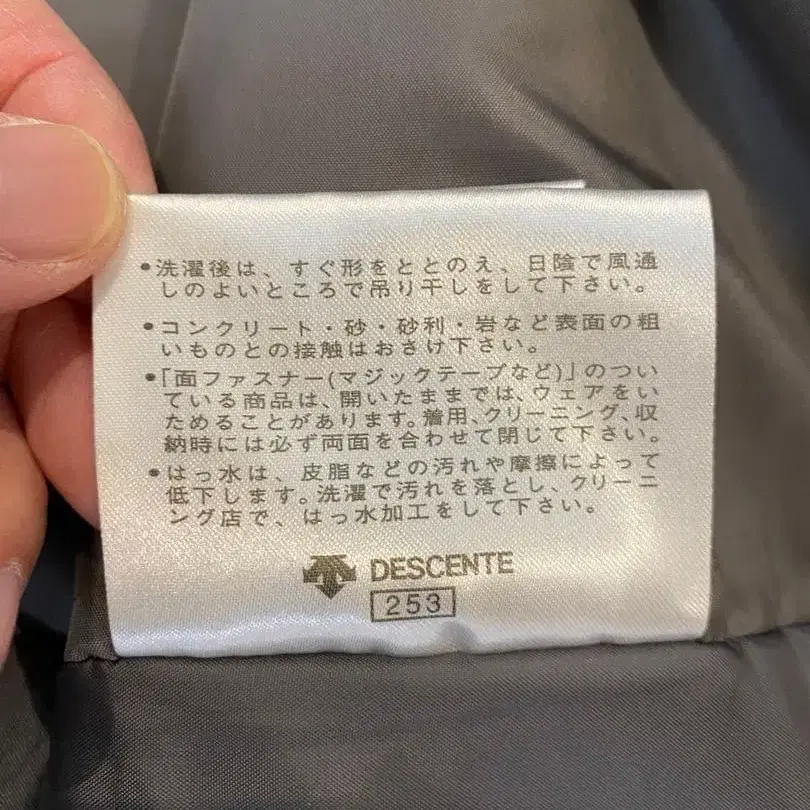 •洗濯後は、すぐ形をととのえ、日陰で風通
しのよいところで吊り干しをして下さい。
•コンクリート・砂・砂利・岩など表面の粗
いものとの接触はおさけ下さい。
•「面ファスナー(マジックテープなど)」のつい
ている商品は、開いたままでは、ウェアをい
ためることがあります。着用、クリーニング、収
納時には必ず両面を合わせて閉じて下さい。
•はっ水は、皮脂などの汚れや摩擦によって
低下します。洗濯で汚れを落とし、クリーニ
ング店で、はっ水加工をして下さい。
DESCENTE
253